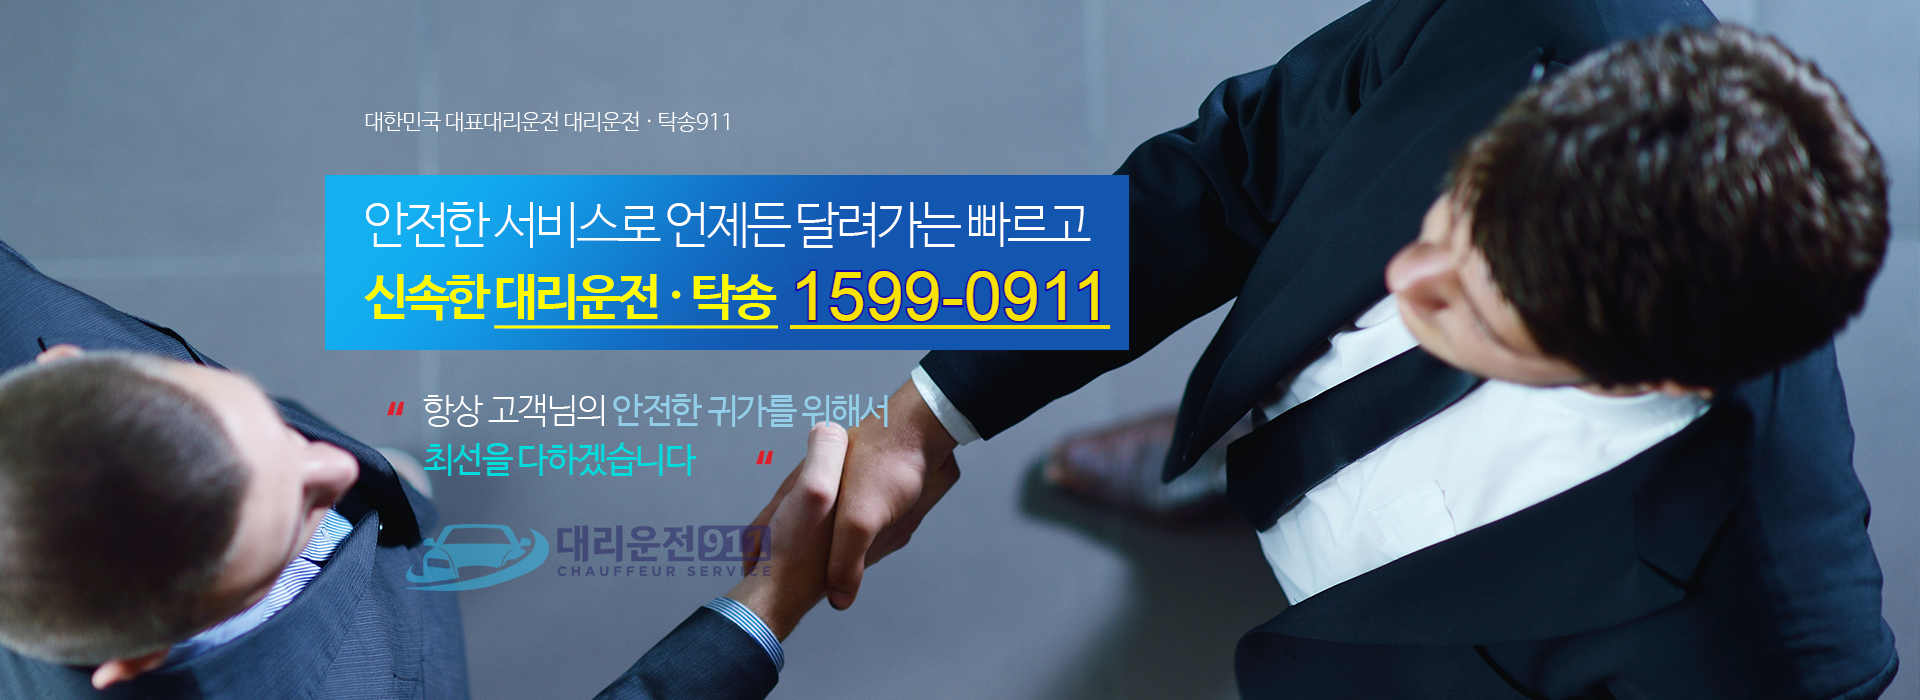 대한민국 대표대리운전 대리운전 · 탁송911
안전한 서비스로 언제든 달려가는 빠르고
신속한 대리운전 · 탁송 1599-0911
“ 항상 고객님의 안전한 귀가를 위해서
최선을 다하겠습니다 “
대리운전911
CHAUFFEUR SERVICE